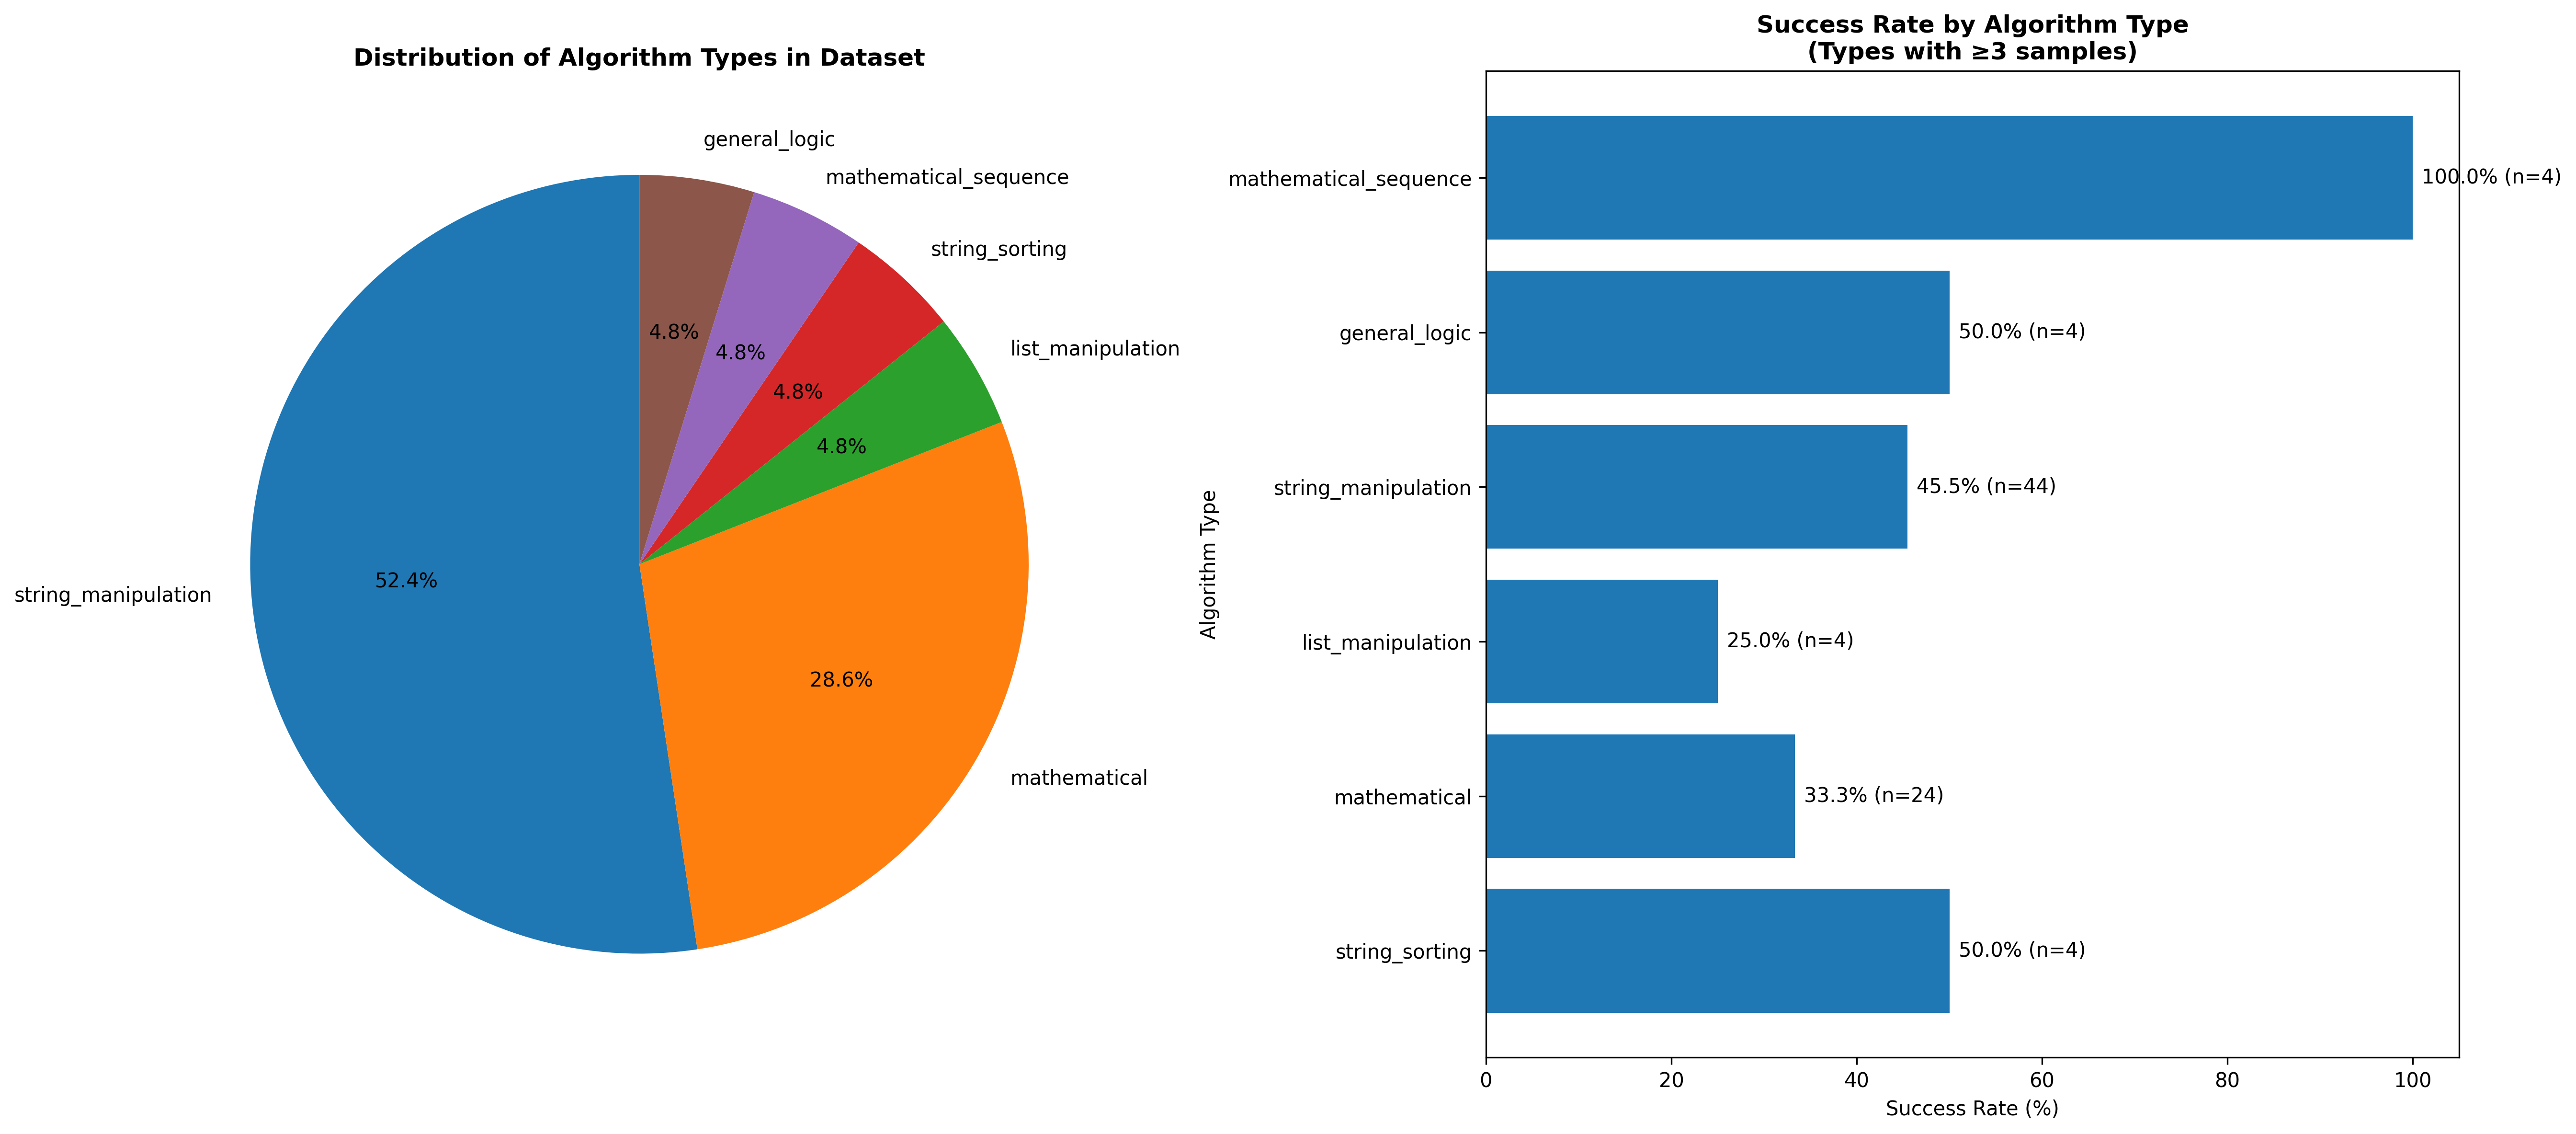 Distribution of Algorithm Types in Dataset
general_logic
mathematical_sequence
string_sorting
list_manipulation
mathematical
string_manipulation
4.8%
4.8%
4.8%
4.8%
28.6%
52.4%
Success Rate by Algorithm Type
(Types with ≥3 samples)
Algorithm Type
mathematical_sequence
100.0% (n=4)
general_logic
50.0% (n=4)
string_manipulation
45.5% (n=44)
list_manipulation
25.0% (n=4)
mathematical
33.3% (n=24)
string_sorting
50.0% (n=4)
0 20 40 60 80 100
Success Rate (%)